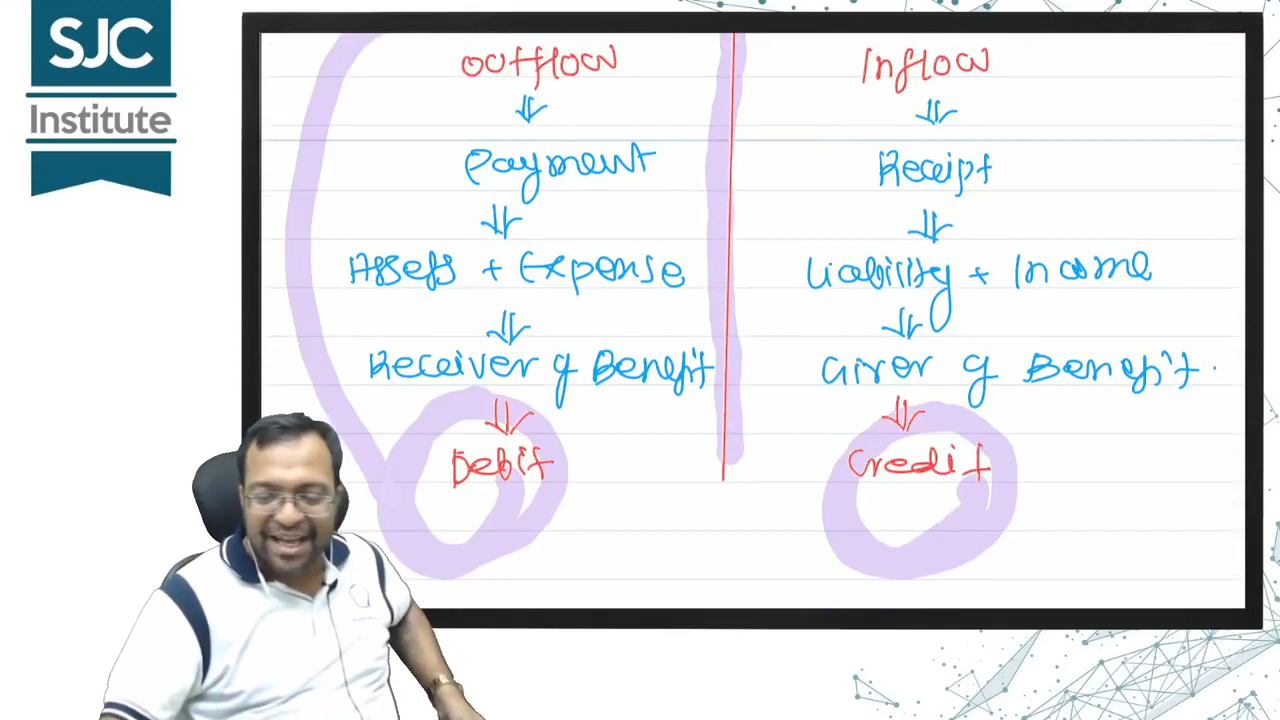 SJC
Institute
Outflow
Inflow
⇓
⇓
Payment
Receipt
⇓
⇓
Assets + Expense
Liability + Income
⇓
⇓
Receiver of Benefit
Giver of Benefit.
⇓
⇓
Debit
Credit